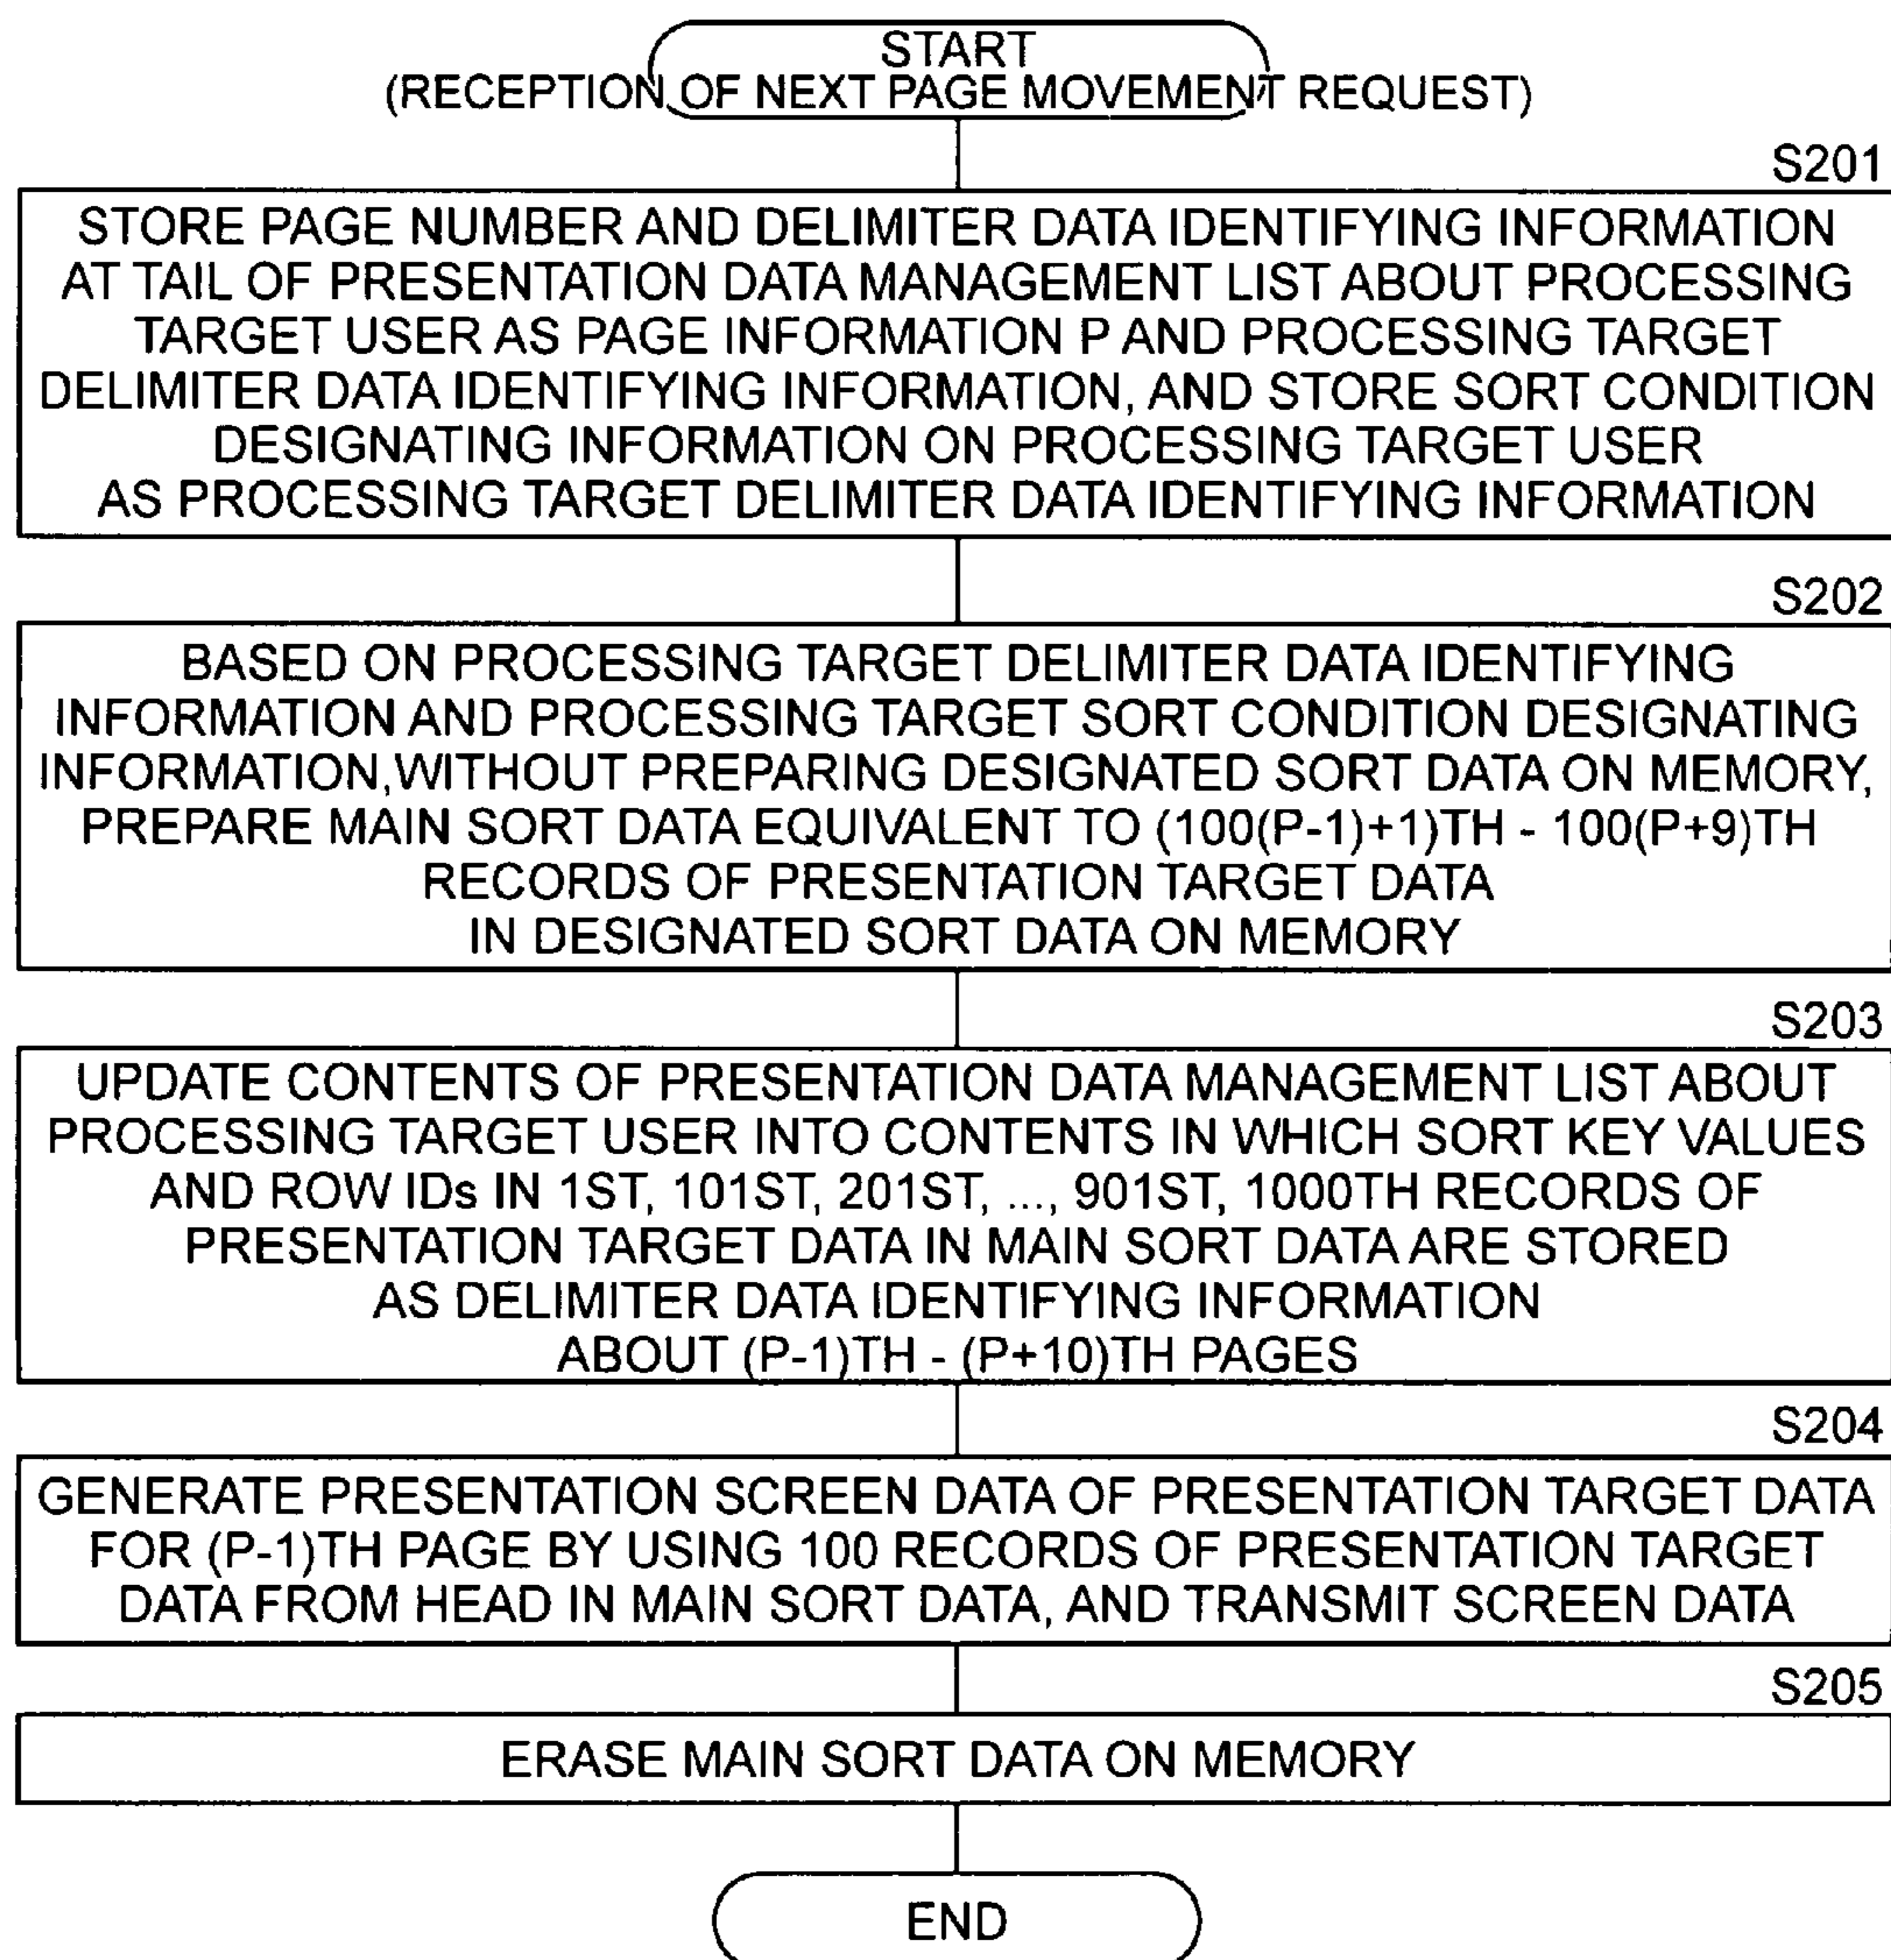 START
(RECEPTION OF NEXT PAGE MOVEMENT REQUEST)
S201
STORE PAGE NUMBER AND DELIMITER DATA IDENTIFYING INFORMATION
AT TAIL OF PRESENTATION DATA MANAGEMENT LIST ABOUT PROCESSING
TARGET USER AS PAGE INFORMATION P AND PROCESSING TARGET
DELIMITER DATA IDENTIFYING INFORMATION, AND STORE SORT CONDITION
DESIGNATING INFORMATION ON PROCESSING TARGET USER
AS PROCESSING TARGET DELIMITER DATA IDENTIFYING INFORMATION
S202
BASED ON PROCESSING TARGET DELIMITER DATA IDENTIFYING
INFORMATION AND PROCESSING TARGET SORT CONDITION DESIGNATING
INFORMATION, WITHOUT PREPARING DESIGNATED SORT DATA ON MEMORY,
PREPARE MAIN SORT DATA EQUIVALENT TO (100(P-1)+1)TH - 100(P+9)TH
RECORDS OF PRESENTATION TARGET DATA
IN DESIGNATED SORT DATA ON MEMORY
S203
UPDATE CONTENTS OF PRESENTATION DATA MANAGEMENT LIST ABOUT
PROCESSING TARGET USER INTO CONTENTS IN WHICH SORT KEY VALUES
AND ROW IDs IN 1ST, 101ST, 201ST, ..., 901ST, 1000TH RECORDS OF
PRESENTATION TARGET DATA IN MAIN SORT DATA ARE STORED
AS DELIMITER DATA IDENTIFYING INFORMATION
ABOUT (P-1)TH - (P+10)TH PAGES
S204
GENERATE PRESENTATION SCREEN DATA OF PRESENTATION TARGET DATA
FOR (P-1)TH PAGE BY USING 100 RECORDS OF PRESENTATION TARGET
DATA FROM HEAD IN MAIN SORT DATA, AND TRANSMIT SCREEN DATA
S205
ERASE MAIN SORT DATA ON MEMORY
END